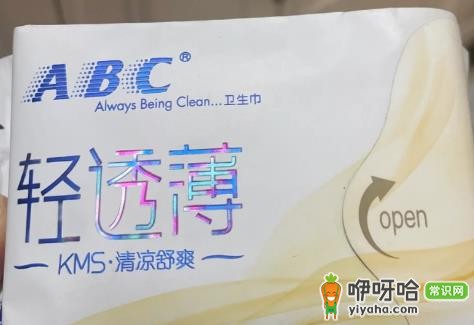 ABC®
Always Being Clean...卫生巾
轻透薄
KMS·清凉舒爽
open
咿呀哈 常识网
yiyaha.com